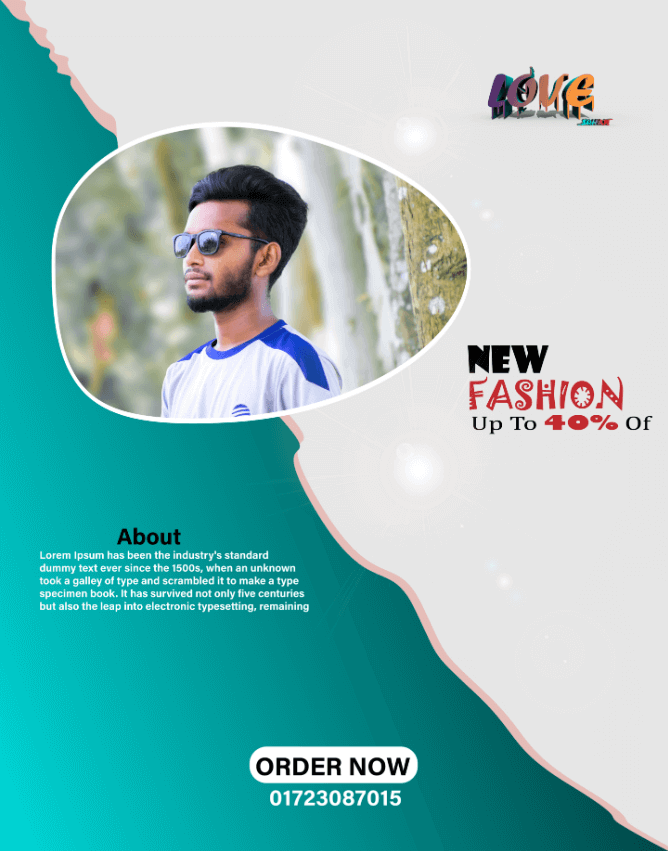 LOVE
NEW
FASHION
Up To 40% Of
About
Lorem Ipsum has been the industry's standard
dummy text ever since the 1500s, when an unknown
took a galley of type and scrambled it to make a type
specimen book. It has survived not only five centuries
but also the leap into electronic typesetting, remaining
ORDER NOW
01723087015